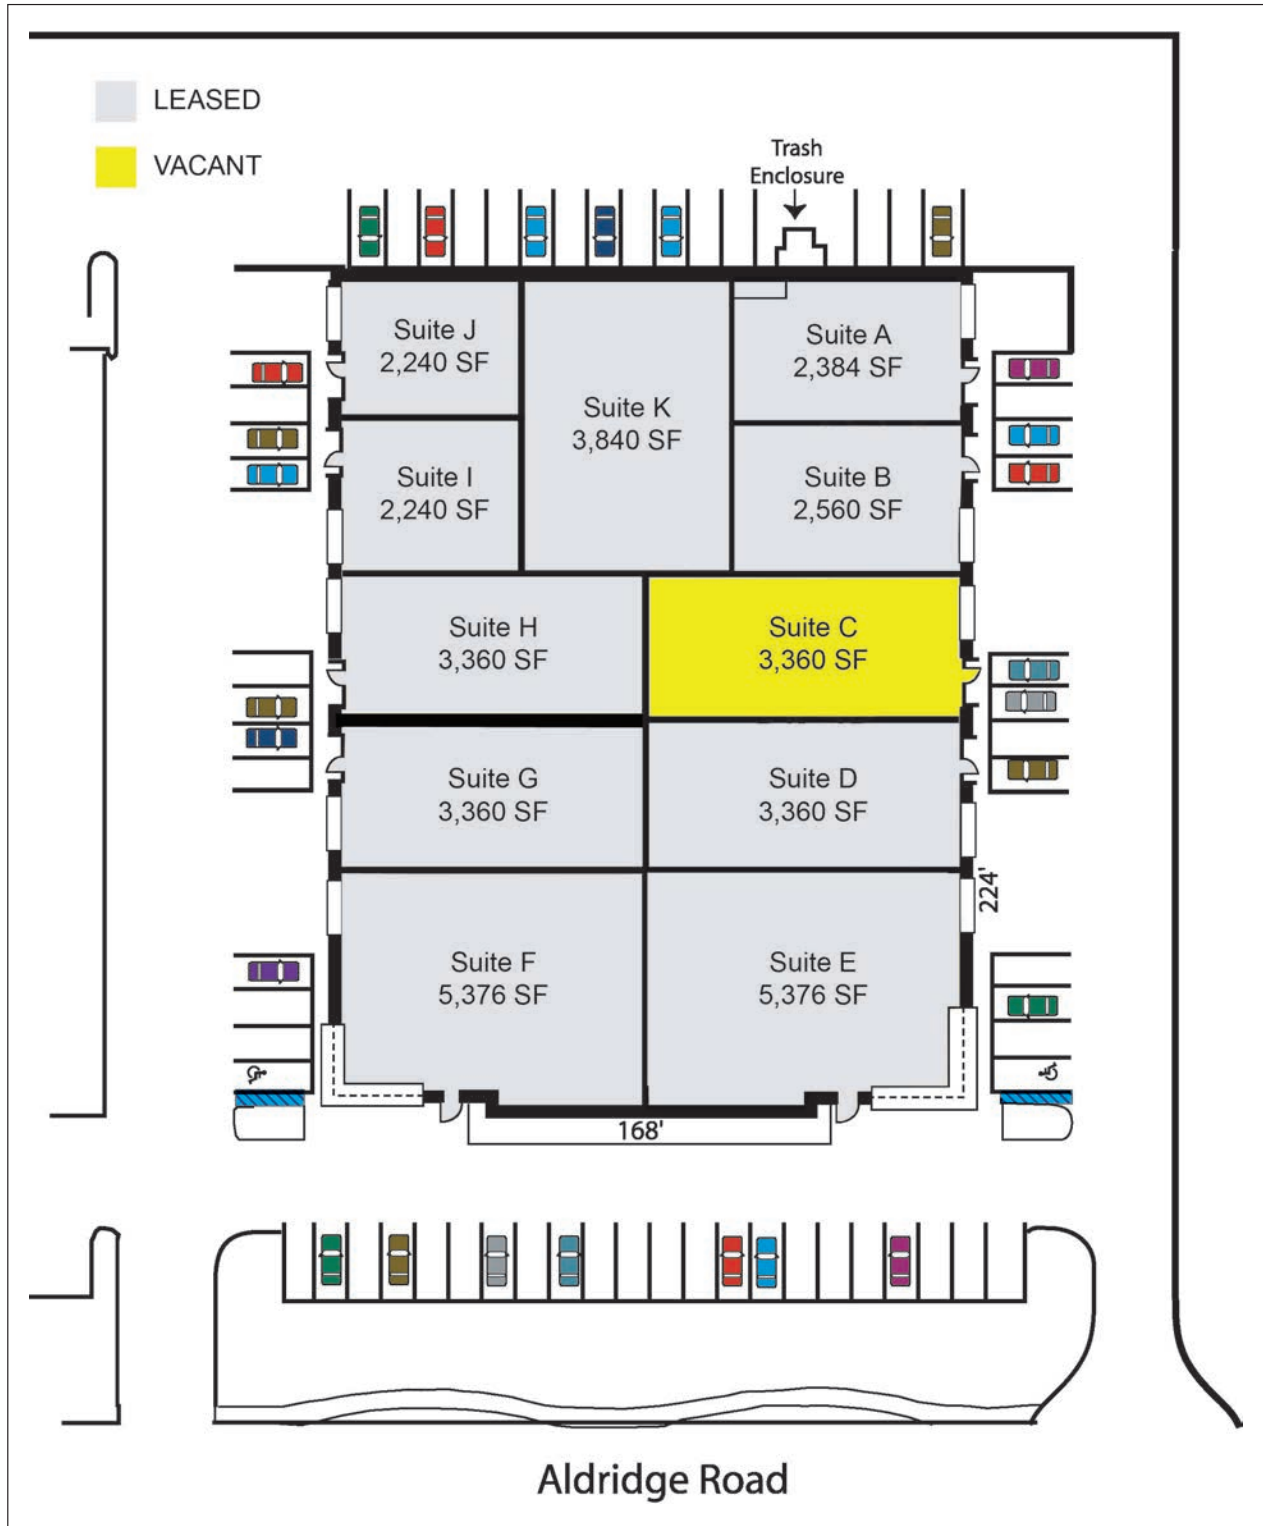 LEASED
VACANT
Trash
Enclosure
Suite J
2,240 SF
Suite K
3,840 SF
Suite A
2,384 SF
Suite I
2,240 SF
Suite B
2,560 SF
Suite H
3,360 SF
Suite C
3,360 SF
Suite G
3,360 SF
Suite D
3,360 SF
224'
Suite F
5,376 SF
Suite E
5,376 SF
168'
Aldridge Road